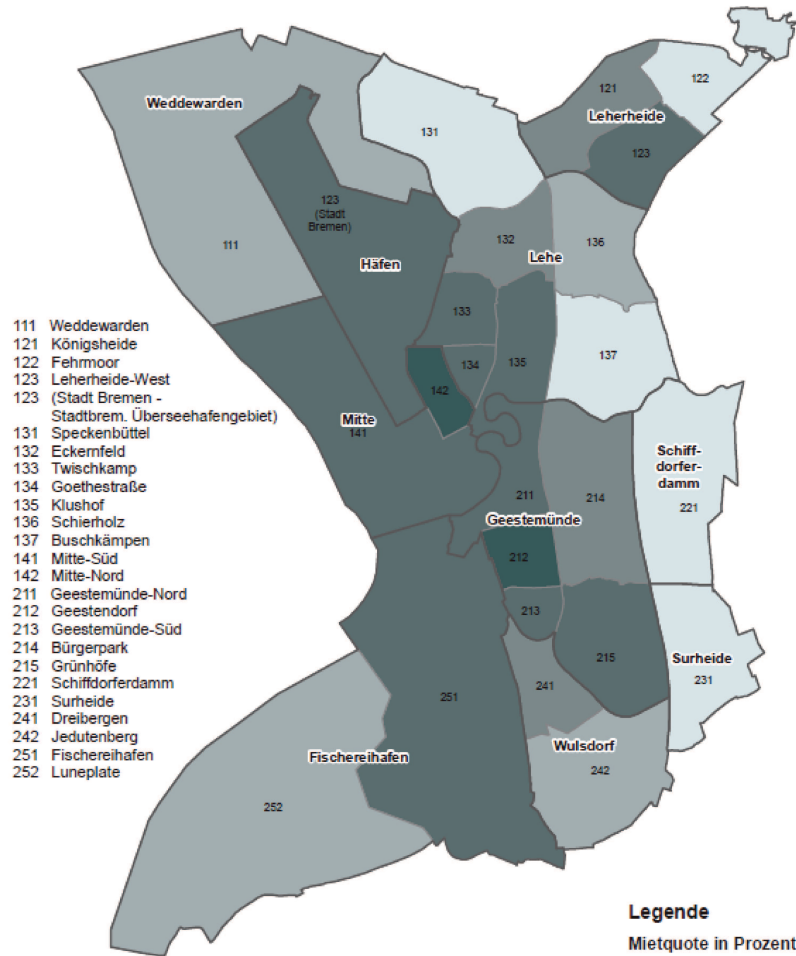 Weddewarden
121
122
Leherheide
131
123
123
(Stadt
Bremen)
132
136
111
Lehe
Häfen
133
137
134
135
142
Mitte
141
Schiff-
dorfer-
damm
221
211
214
Geestemünde
212
213
215
Surheide
231
241
251
Wulsdorf
242
Fischereihafen
252
111 Weddewarden
121 Königsheide
122 Fehrmoor
123 Leherheide-West
123 (Stadt Bremen -
Stadtbrem. Überseehafengebiet)
131 Speckenbüttel
132 Eckernfeld
133 Twischkamp
134 Goethestraße
135 Klushof
136 Schierholz
137 Buschkämpen
141 Mitte-Süd
142 Mitte-Nord
211 Geestemünde-Nord
212 Geestendorf
213 Geestemünde-Süd
214 Bürgerpark
215 Grünhöfe
221 Schiffdorferdamm
231 Surheide
241 Dreibergen
242 Jedutenberg
251 Fischereihafen
252 Luneplate
Legende
Mietquote in Prozent